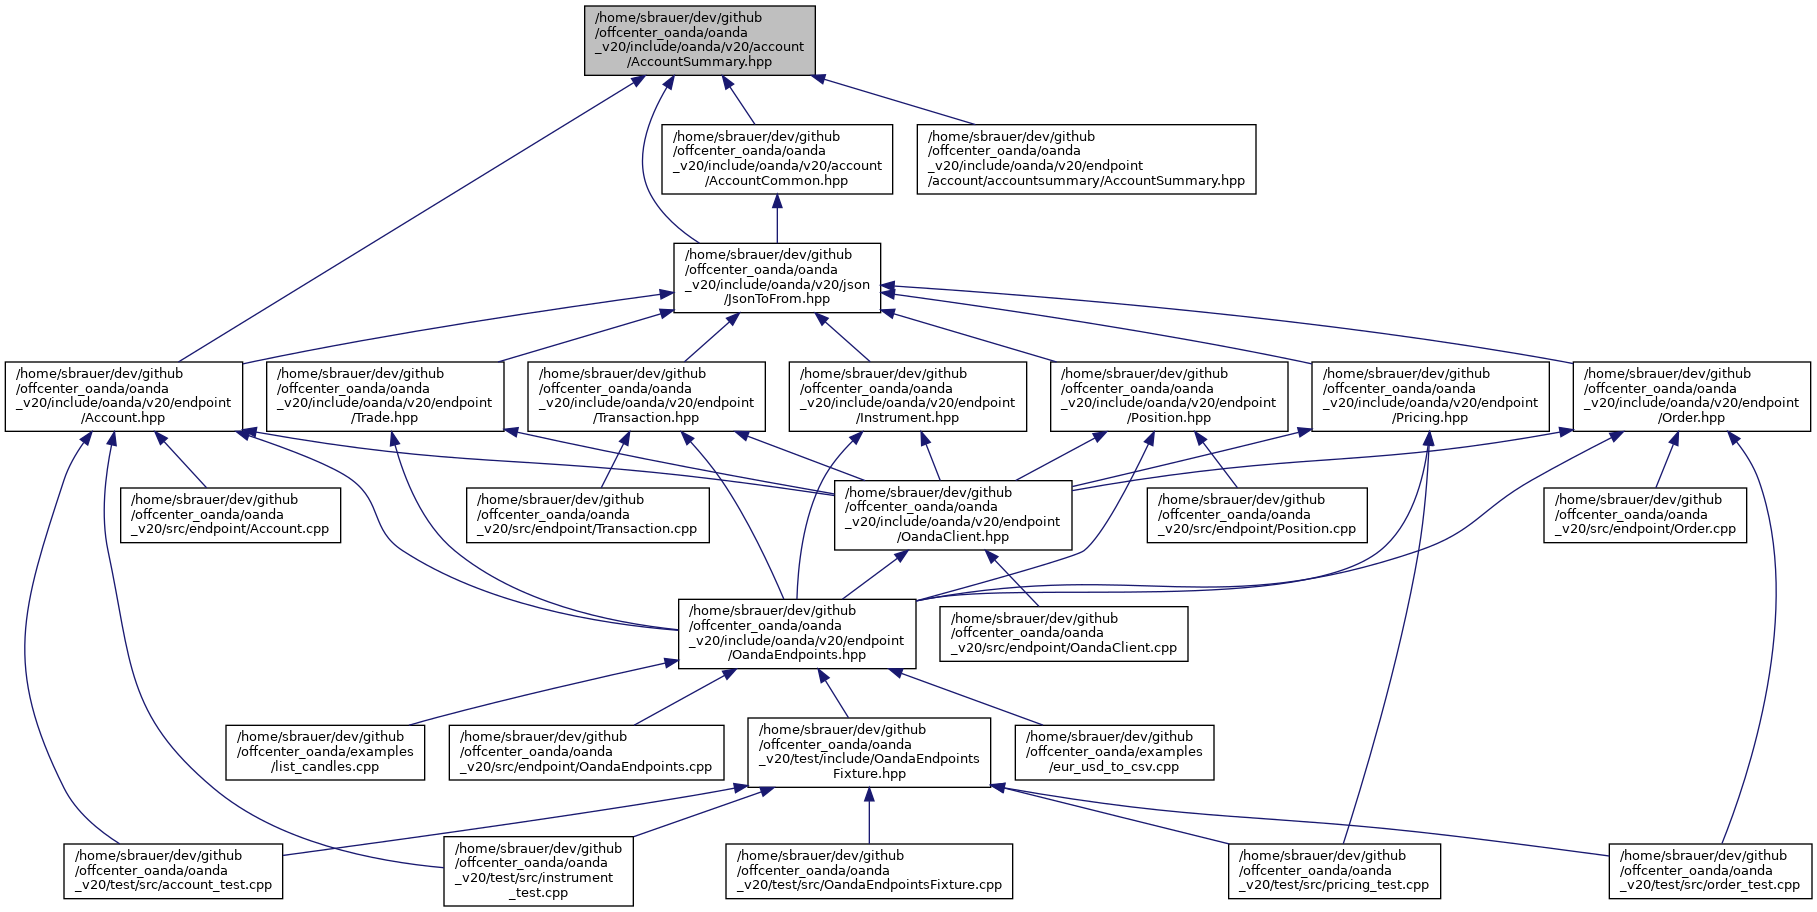 /home/sbrauer/dev/github
/offcenter_oanda/oanda
_v20/include/oanda/v20/account
/AccountSummary.hpp
/home/sbrauer/dev/github
/offcenter_oanda/oanda
_v20/include/oanda/v20/account
/AccountCommon.hpp
/home/sbrauer/dev/github
/offcenter_oanda/oanda
_v20/include/oanda/v20/endpoint
/account/accountsummary/AccountSummary.hpp
/home/sbrauer/dev/github
/offcenter_oanda/oanda
_v20/include/oanda/v20/json
/JsonToFrom.hpp
/home/sbrauer/dev/github
/offcenter_oanda/oanda
_v20/include/oanda/v20/endpoint
/Account.hpp
/home/sbrauer/dev/github
/offcenter_oanda/oanda
_v20/include/oanda/v20/endpoint
/Trade.hpp
/home/sbrauer/dev/github
/offcenter_oanda/oanda
_v20/include/oanda/v20/endpoint
/Transaction.hpp
/home/sbrauer/dev/github
/offcenter_oanda/oanda
_v20/include/oanda/v20/endpoint
/Instrument.hpp
/home/sbrauer/dev/github
/offcenter_oanda/oanda
_v20/include/oanda/v20/endpoint
/Position.hpp
/home/sbrauer/dev/github
/offcenter_oanda/oanda
_v20/include/oanda/v20/endpoint
/Pricing.hpp
/home/sbrauer/dev/github
/offcenter_oanda/oanda
_v20/include/oanda/v20/endpoint
/Order.hpp
/home/sbrauer/dev/github
/offcenter_oanda/oanda
_v20/src/endpoint/Account.cpp
/home/sbrauer/dev/github
/offcenter_oanda/oanda
_v20/src/endpoint/Transaction.cpp
/home/sbrauer/dev/github
/offcenter_oanda/oanda
_v20/include/oanda/v20/endpoint
/OandaClient.hpp
/home/sbrauer/dev/github
/offcenter_oanda/oanda
_v20/src/endpoint/Position.cpp
/home/sbrauer/dev/github
/offcenter_oanda/oanda
_v20/src/endpoint/Order.cpp
/home/sbrauer/dev/github
/offcenter_oanda/oanda
_v20/include/oanda/v20/endpoint
/OandaEndpoints.hpp
/home/sbrauer/dev/github
/offcenter_oanda/oanda
_v20/src/endpoint/OandaClient.cpp
/home/sbrauer/dev/github
/offcenter_oanda/examples
/list_candles.cpp
/home/sbrauer/dev/github
/offcenter_oanda/oanda
_v20/src/endpoint/OandaEndpoints.cpp
/home/sbrauer/dev/github
/offcenter_oanda/oanda
_v20/test/include/OandaEndpoints
Fixture.hpp
/home/sbrauer/dev/github
/offcenter_oanda/examples
/eur_usd_to_csv.cpp
/home/sbrauer/dev/github
/offcenter_oanda/oanda
_v20/test/src/account_test.cpp
/home/sbrauer/dev/github
/offcenter_oanda/oanda
_v20/test/src/instrument
_test.cpp
/home/sbrauer/dev/github
/offcenter_oanda/oanda
_v20/test/src/OandaEndpointsFixture.cpp
/home/sbrauer/dev/github
/offcenter_oanda/oanda
_v20/test/src/pricing_test.cpp
/home/sbrauer/dev/github
/offcenter_oanda/oanda
_v20/test/src/order_test.cpp